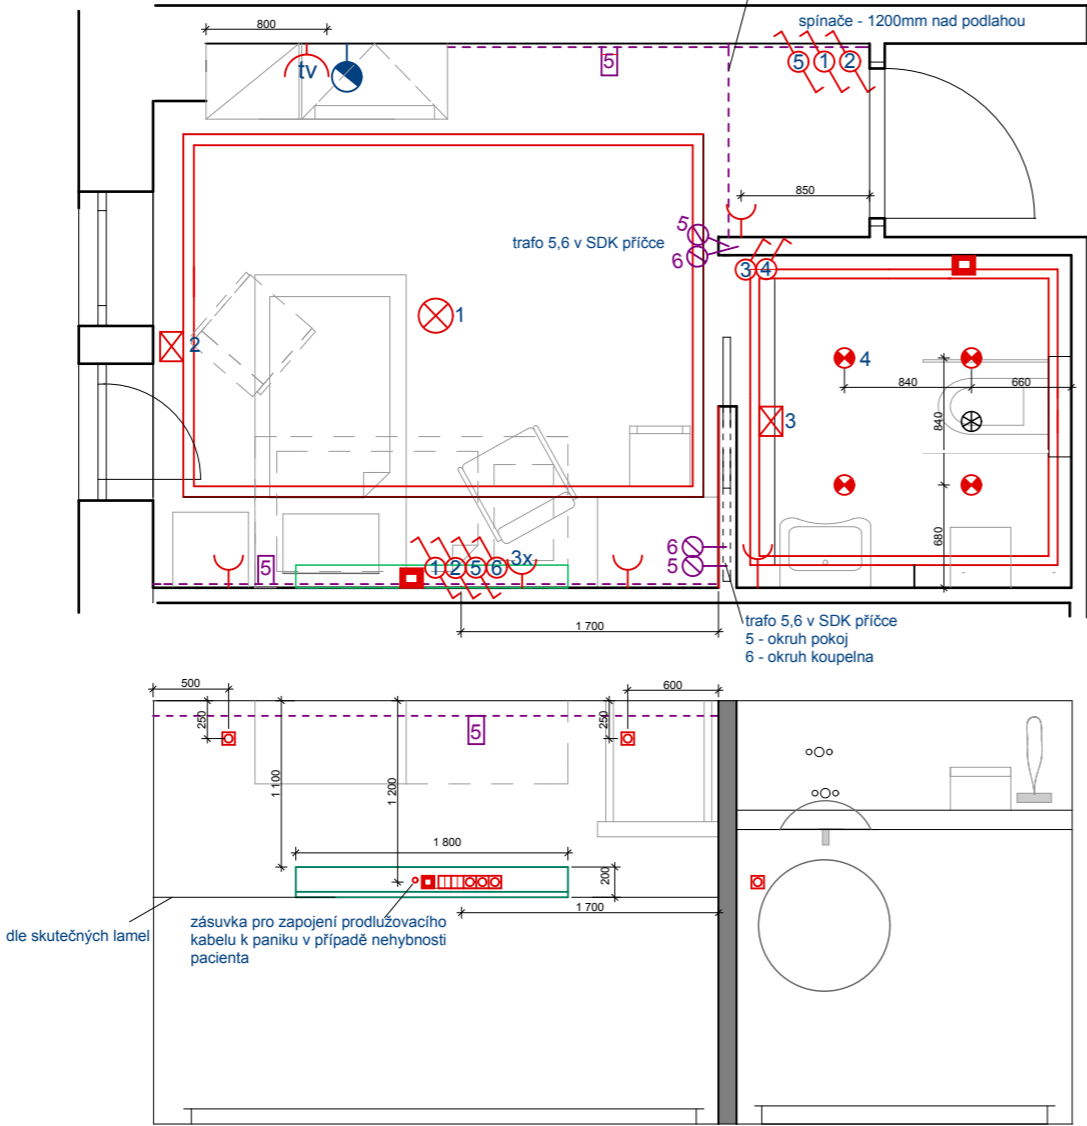 800
spínače - 1200mm nad podlahou
tv
5
5 1 2
850
5
trafo 5,6 v SDK příčce
6
3 4
1
2
4
840
660
3
840
680
3x
5
1 2 5 6
6
5
1 700
trafo 5,6 v SDK příčce
5 - okruh pokoj
6 - okruh koupelna
500
600
250
250
5
1 100
1 200
1 800
200
1 700
dle skutečných lamel
zásuvka pro zapojení prodlužovacího
kabelu k paniku v případě nehybnosti
pacienta